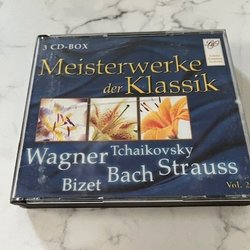 3 CD-BOX
Meisterwerke
der Klassik
Wagner
Tchaikovsky
Bach Strauss
Bizet
Vol. 2